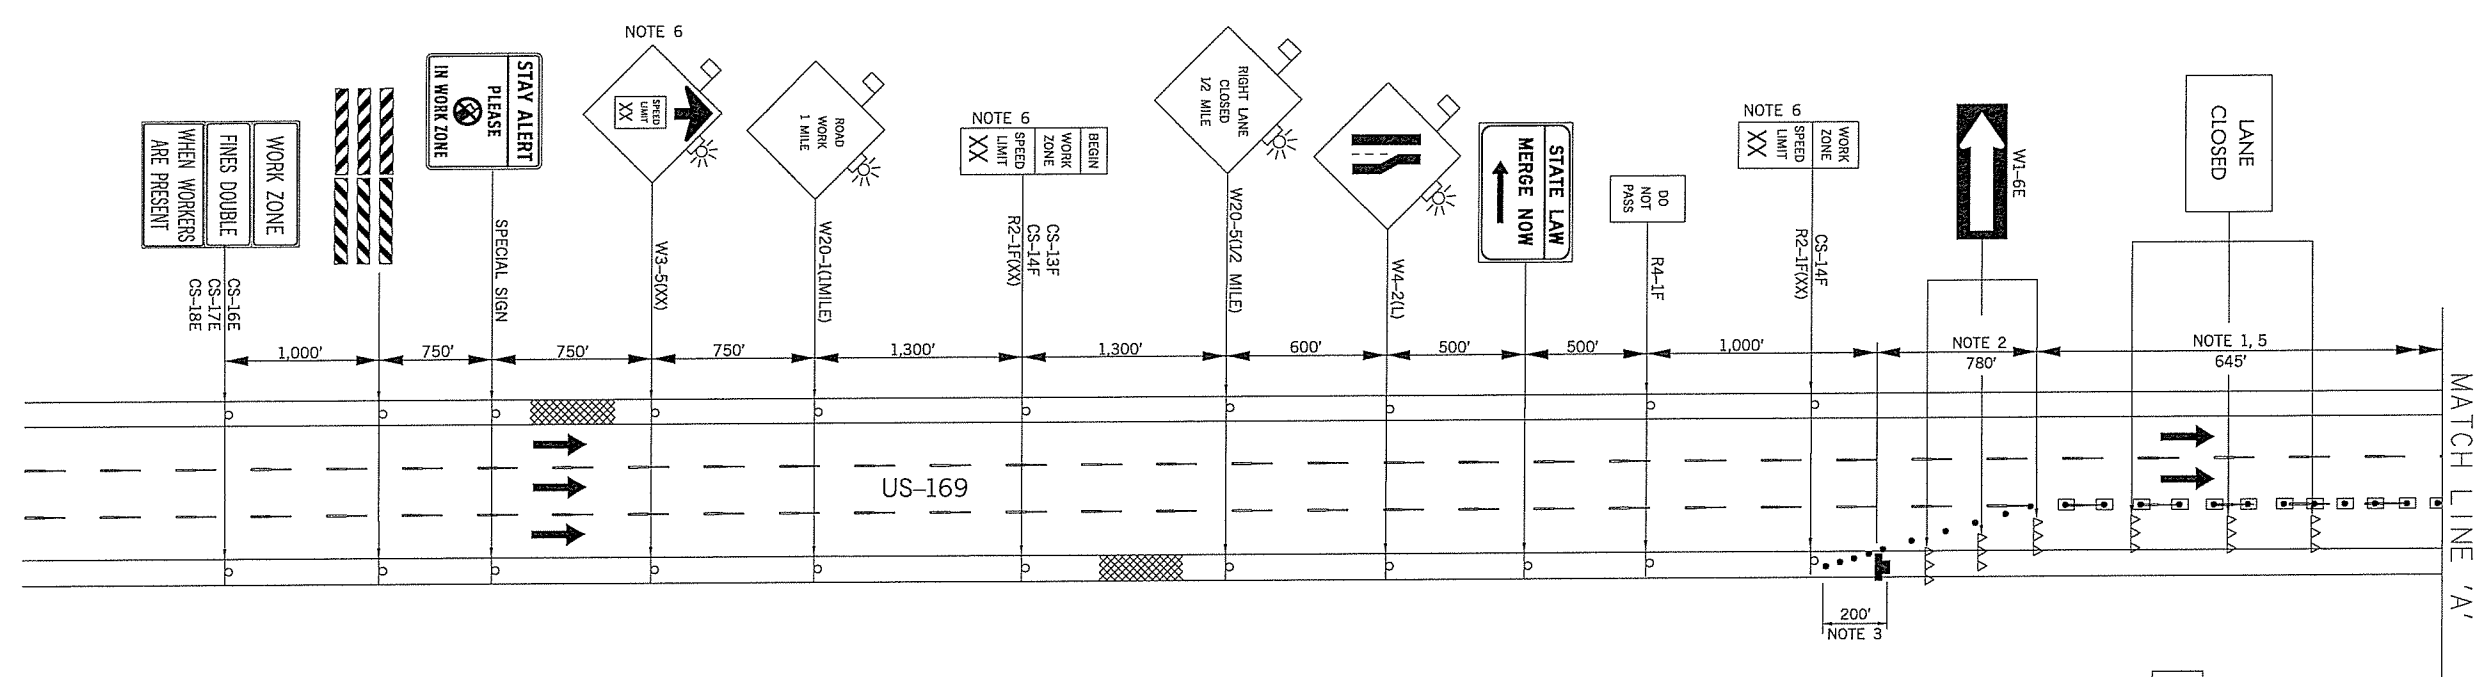 WORK ZONE
FINES DOUBLE
WHEN WORKERS
ARE PRESENT
CS-16E
CS-17E
CS-18E
STAY ALERT
PLEASE
IN WORK ZONE
SPECIAL SIGN
NOTE 6
SPEED
LIMIT
XX
W3-5(XX)
ROAD
WORK
1 MILE
W20-1(1MILE)
NOTE 6
BEGIN
WORK
ZONE
SPEED
LIMIT
XX
CS-13F
CS-14F
R2-1F(XX)
RIGHT LANE
CLOSED
1/2 MILE
W20-5(1/2 MILE)
W4-2(L)
STATE LAW
MERGE NOW
DO
NOT
PASS
R4-1F
NOTE 6
WORK
ZONE
SPEED
LIMIT
XX
CS-14F
R2-1F(XX)
W1-6E
LANE
CLOSED
1,000'
750'
750'
750'
1,300'
1,300'
600'
500'
500'
1,000'
NOTE 2
780'
NOTE 1, 5
645'
US-169
200'
NOTE 3
MATCH LINE 'A'